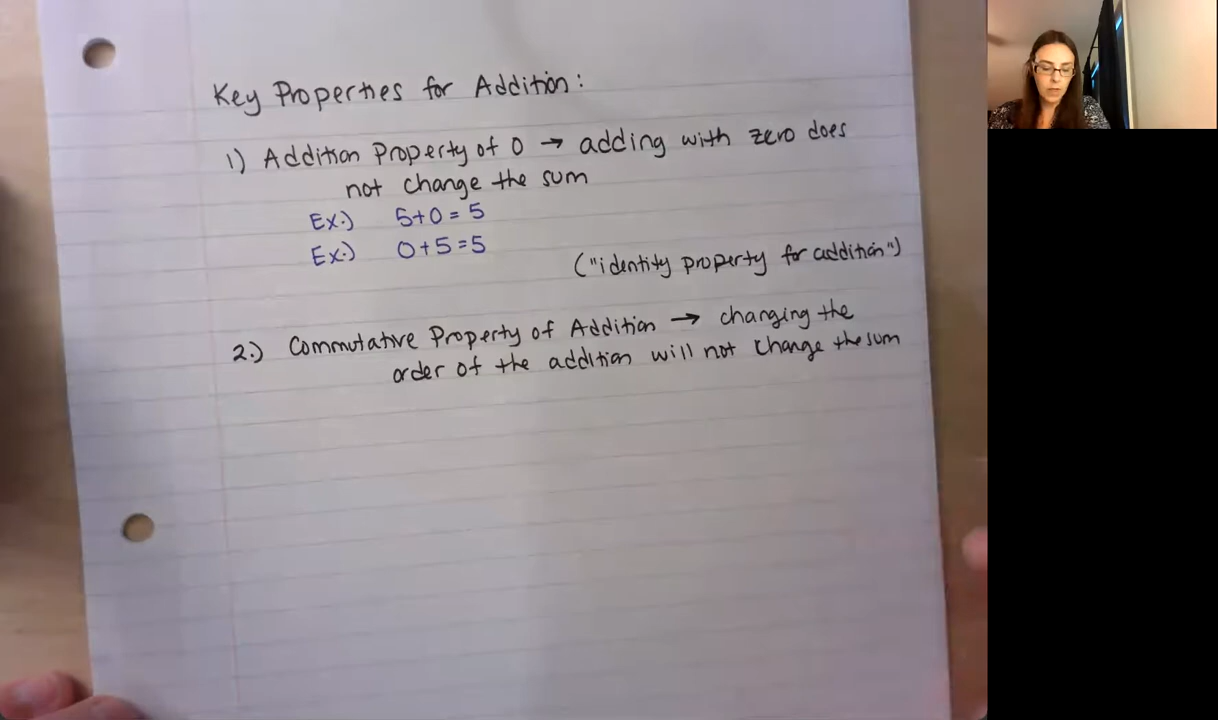 Key Properties for Addition:
1) Addition Property of 0 → adding with zero does
not change the sum
Ex.) 5+0=5
Ex.) 0+5=5
("identity property for addition")
2.) Commutative Property of Addition → changing the
order of the addition will not change the sum